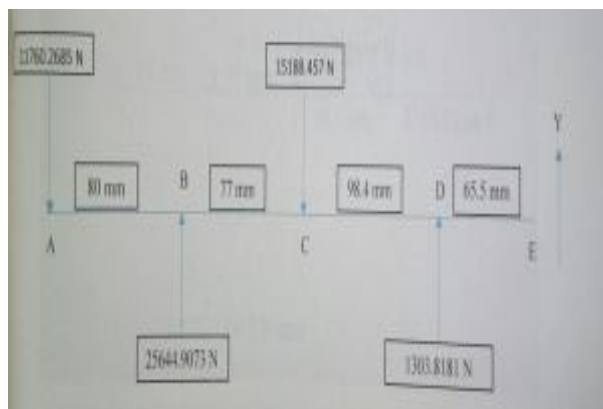 11760.2685 N
15188.457 N
Y
80 mm
B
77 mm
98.4 mm
D
65.5 mm
A
C
E
25644.9073 N
1303.8181 N